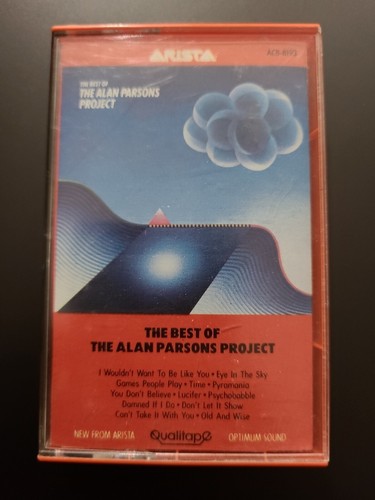 ARISTA
THE BEST OF
THE ALAN PARSONS
PROJECT
THE BEST OF
THE ALAN PARSONS PROJECT
I Wouldn't Want To Be Like You • Eye In The Sky
Games People Play • Time • Pyramania
You Don't Believe • Lucifer • Psychobabble
Damned If I Do • Don't Let It Show
Can't Take It With You • Old And Wise
NEW FROM ARISTA Qualitape OPTIMUM SOUND